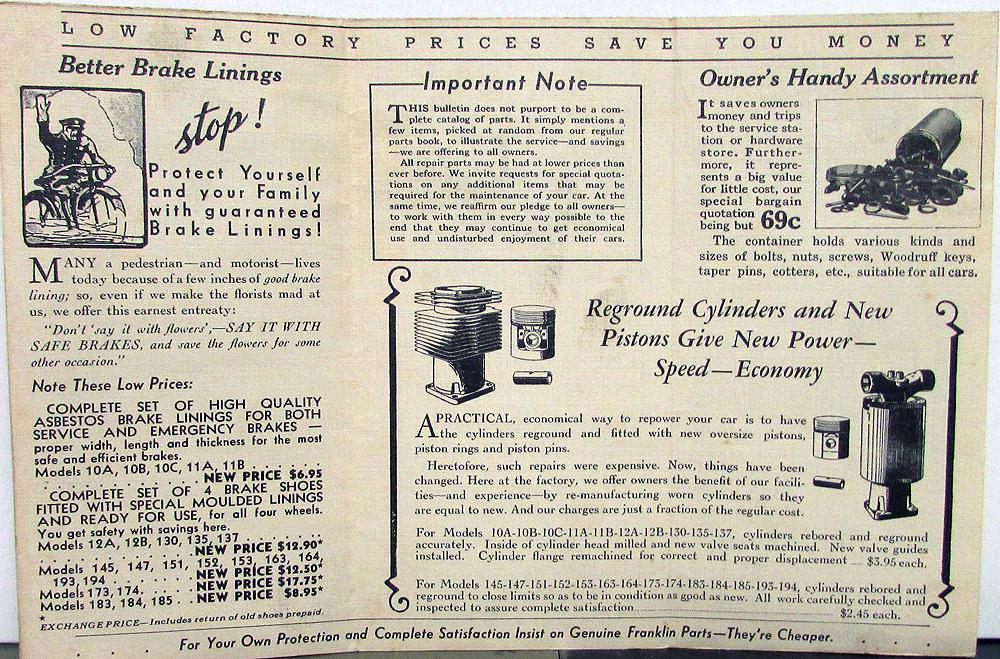 LOW FACTORY PRICES SAVE YOU MONEY
Better Brake Linings
stop!
Protect Yourself
and your Family
with guaranteed
Brake Linings!
MANY a pedestrian—and motorist—lives
today because of a few inches of good brake
lining; so, even if we make the florists mad at
us, we offer this earnest entreaty:
"Don't 'say it with flowers',—SAY IT WITH
SAFE BRAKES, and save the flowers for some
other occasion."
Note These Low Prices:
COMPLETE SET OF HIGH QUALITY
ASBESTOS BRAKE LININGS FOR BOTH
SERVICE AND EMERGENCY BRAKES —
proper width, length and thickness for the most
safe and efficient brakes.
Models 10A, 10B, 10C, 11A, 11B . . . .
. . . . . . . . . . NEW PRICE $6.95
COMPLETE SET OF 4 BRAKE SHOES
FITTED WITH SPECIAL MOULDED LININGS
AND READY FOR USE, for all four wheels.
You get safety with savings here.
Models 12A, 12B, 130, 135, 137 . . . .
. . . . . . . . . . NEW PRICE $12.90*
Models 145, 147, 151, 152, 153, 163, 164,
193, 194 . . . . . . NEW PRICE $12.50*
Models 173, 174. . . . NEW PRICE $17.75*
Models 183, 184, 185 . . NEW PRICE $8.95*
*
EXCHANGE PRICE—Includes return of old shoes prepaid.
Important Note
THIS bulletin does not purport to be a com-
plete catalog of parts. It simply mentions a
few items, picked at random from our regular
parts book, to illustrate the service—and savings
—we are offering to all owners.
All repair parts may be had at lower prices than
ever before. We invite requests for special quota-
tions on any additional items that may be
required for the maintenance of your car. At the
same time, we reaffirm our pledge to all owners—
to work with them in every way possible to the
end that they may continue to get economical
use and undisturbed enjoyment of their cars.
Owner's Handy Assortment
It saves owners
money and trips
to the service sta-
tion or hardware
store. Further-
more, it repre-
sents a big value
for little cost, our
special bargain
quotation
being but 69c
The container holds various kinds and
sizes of bolts, nuts, screws, Woodruff keys,
taper pins, cotters, etc., suitable for all cars.
Reground Cylinders and New
Pistons Give New Power—
Speed—Economy
A PRACTICAL, economical way to repower your car is to have
the cylinders reground and fitted with new oversize pistons,
piston rings and piston pins.
Heretofore, such repairs were expensive. Now, things have been
changed. Here at the factory, we offer owners the benefit of our facili-
ties—and experience—by re-manufacturing worn cylinders so they
are equal to new. And our charges are just a fraction of the regular cost.
For Models 10A-10B-10C-11A-11B-12A-12B-130-135-137, cylinders rebored and reground
accurately. Inside of cylinder head milled and new valve seats machined. New valve guides
installed. Cylinder flange remachined for correct and proper displacement .... $3.95 each.
For Models 145-147-151-152-153-163-164-173-174-183-184-185-193-194, cylinders rebored and
reground to close limits so as to be in condition as good as new. All work carefully checked and
inspected to assure complete satisfaction.................... $2.45 each.
For Your Own Protection and Complete Satisfaction Insist on Genuine Franklin Parts—They're Cheaper.